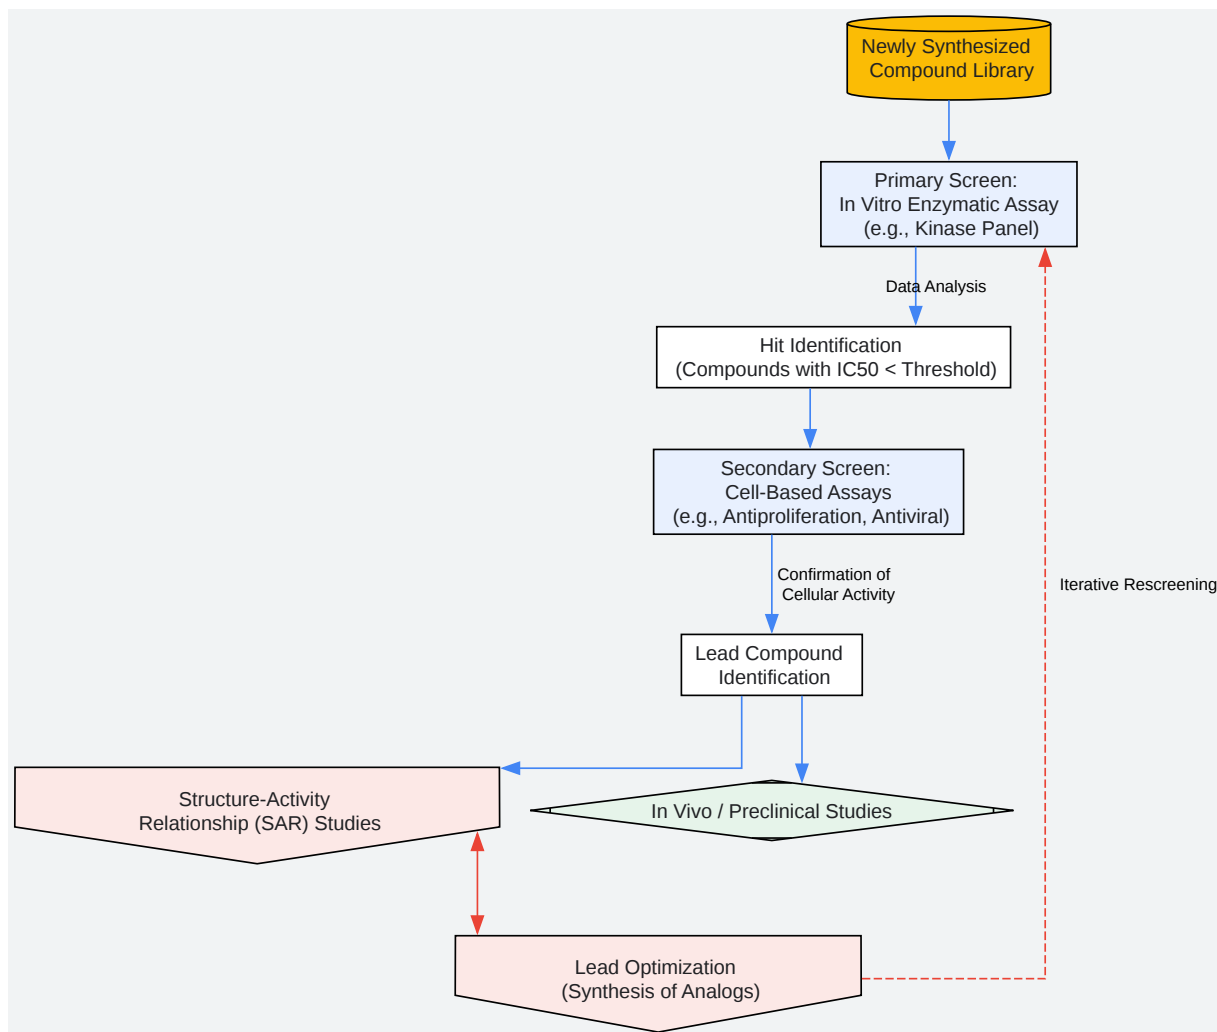 Newly Synthesized
Compound Library
Primary Screen:
In Vitro Enzymatic Assay
(e.g., Kinase Panel)
Data Analysis
Hit Identification
(Compounds with IC50 < Threshold)
Secondary Screen:
Cell-Based Assays
(e.g., Antiproliferation, Antiviral)
Confirmation of
Cellular Activity
Iterative Rescreening
Lead Compound
Identification
Structure-Activity
Relationship (SAR) Studies
In Vivo / Preclinical Studies
Lead Optimization
(Synthesis of Analogs)